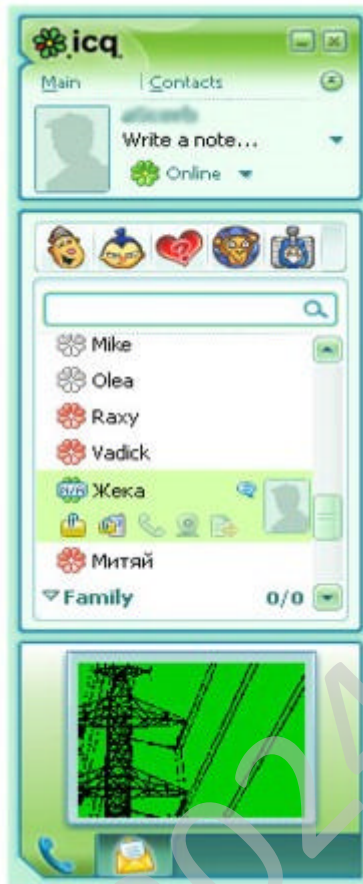 icq
Main | Contacts
Write a note...
Online
Mike
Olea
Raxy
Vadick
Жека
Митяй
Family 0/0